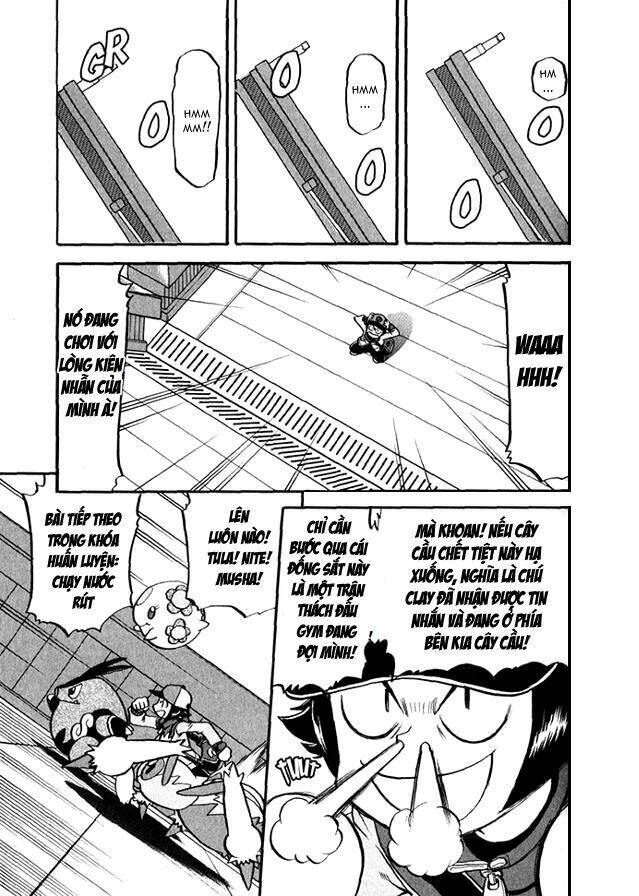 HM
...
O
O
HM
...
O
O
HMM
MM!!
GR
O
WAAA
HHH!
NÓ ĐANG
CHƠI VỚI
LÒNG KIÊN
NHẪN CỦA
MÌNH À!
MÀ KHOAN! NẾU CÂY
CẦU CHẾT TIỆT NÀY HẠ
XUỐNG, NGHĨA LÀ CHÚ
CLAY ĐÃ NHẬN ĐƯỢC TIN
NHẮN VÀ ĐANG Ở PHÍA
BÊN KIA CÂY CẦU!
CHỈ CẦN
BƯỚC QUA CÁI
ĐỐNG SẮT NÀY
LÀ MỘT TRẬN
THÁCH ĐẤU
GYM ĐANG
ĐỢI MÌNH!
LÊN
LUÔN NÀO!
TULA! NITE!
MUSHA!
BÀI TIẾP THEO
TRONG KHÓA
HUẤN LUYỆN:
CHẠY NƯỚC
RÚT